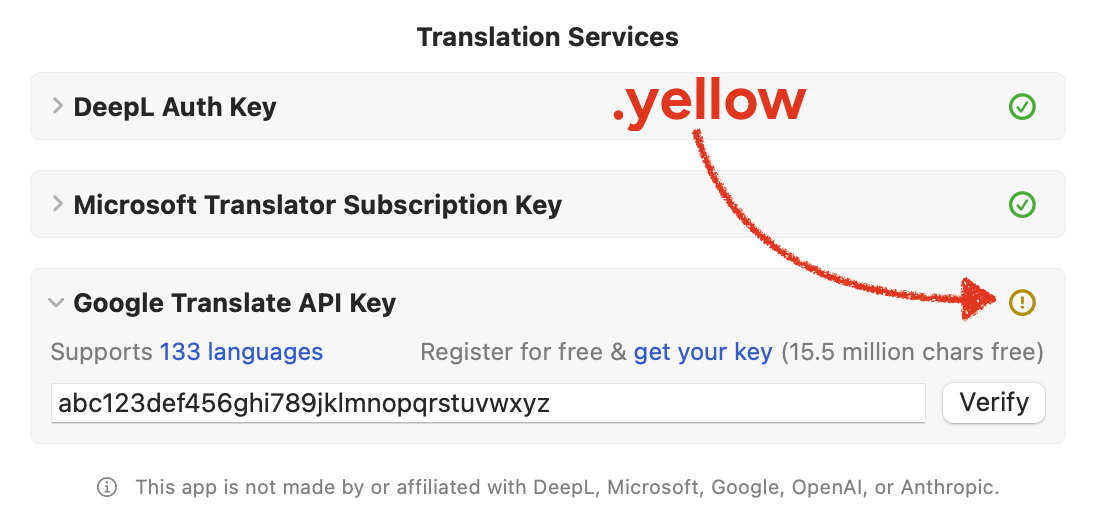 Translation Services
DeepL Auth Key
.yellow
Microsoft Translator Subscription Key
Google Translate API Key
Supports 133 languages
Register for free & get your key (15.5 million chars free)
abc123def456ghi789jklmnopqrstuvwxyz
Verify
This app is not made by or affiliated with DeepL, Microsoft, Google, OpenAI, or Anthropic.